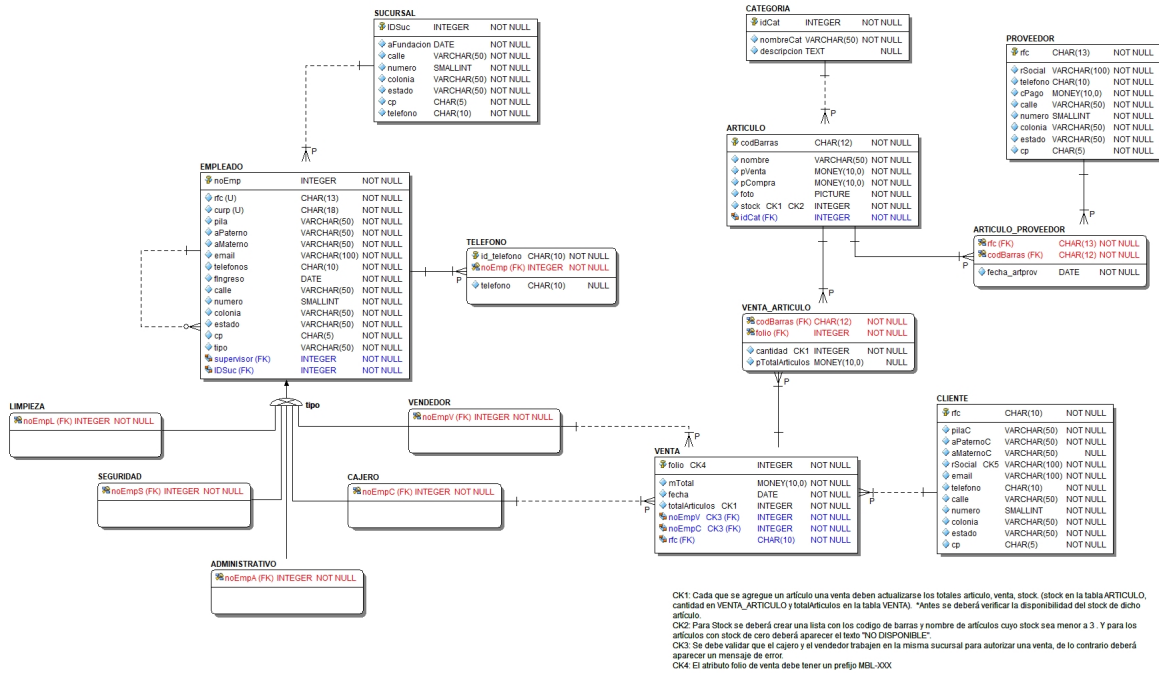 SUCURSAL
IDSuc INTEGER NOT NULL
aFundacion DATE NOT NULL
calle VARCHAR(50) NOT NULL
numero SMALLINT NOT NULL
colonia VARCHAR(50) NOT NULL
estado VARCHAR(50) NOT NULL
cp CHAR(5) NOT NULL
telefono CHAR(10) NOT NULL
CATEGORIA
idCat INTEGER NOT NULL
nombreCat VARCHAR(50) NOT NULL
descripcion TEXT NULL
PROVEEDOR
rfc CHAR(13) NOT NULL
rSocial VARCHAR(100) NOT NULL
telefono CHAR(10) NOT NULL
cPago MONEY(10,0) NOT NULL
calle VARCHAR(50) NOT NULL
numero SMALLINT NOT NULL
colonia VARCHAR(50) NOT NULL
estado VARCHAR(50) NOT NULL
cp CHAR(5) NOT NULL
P
P
P
ARTICULO
codBarras CHAR(12) NOT NULL
nombre VARCHAR(50) NOT NULL
pVenta MONEY(10,0) NOT NULL
pCompra MONEY(10,0) NOT NULL
foto PICTURE NOT NULL
stock CK1 CK2 INTEGER NOT NULL
idCat (FK) INTEGER NOT NULL
EMPLEADO
noEmp INTEGER NOT NULL
rfc (U) CHAR(13) NOT NULL
curp (U) CHAR(18) NOT NULL
pila VARCHAR(50) NOT NULL
aPaterno VARCHAR(50) NOT NULL
aMaterno VARCHAR(50) NOT NULL
email VARCHAR(100) NOT NULL
telefonos CHAR(10) NOT NULL
fIngreso DATE NOT NULL
calle VARCHAR(50) NOT NULL
numero SMALLINT NOT NULL
colonia VARCHAR(50) NOT NULL
estado VARCHAR(50) NOT NULL
cp CHAR(5) NOT NULL
tipo VARCHAR(50) NOT NULL
supervisor (FK) INTEGER NOT NULL
IDSuc (FK) INTEGER NOT NULL
TELEFONO
id_telefono CHAR(10) NOT NULL
noEmp (FK) INTEGER NOT NULL
telefono CHAR(10) NULL
P
ARTICULO_PROVEEDOR
rfc (FK) CHAR(13) NOT NULL
codBarras (FK) CHAR(12) NOT NULL
fecha_artprov DATE NOT NULL
P
P
VENTA_ARTICULO
codBarras (FK) CHAR(12) NOT NULL
folio (FK) INTEGER NOT NULL
cantidad CK1 INTEGER NOT NULL
pTotalArticulos MONEY(10,0) NULL
P
tipo
LIMPIEZA
noEmpL (FK) INTEGER NOT NULL
VENDEDOR
noEmpV (FK) INTEGER NOT NULL
P
SEGURIDAD
noEmpS (FK) INTEGER NOT NULL
CAJERO
noEmpC (FK) INTEGER NOT NULL
P
ADMINISTRATIVO
noEmpA (FK) INTEGER NOT NULL
VENTA
folio CK4 INTEGER NOT NULL
mTotal MONEY(10,0) NOT NULL
fecha DATE NOT NULL
totalArticulos CK1 INTEGER NOT NULL
noEmpV CK3 (FK) INTEGER NOT NULL
noEmpC CK3 (FK) INTEGER NOT NULL
rfc (FK) CHAR(10) NOT NULL
P
CLIENTE
rfc CHAR(10) NOT NULL
pilaC VARCHAR(50) NOT NULL
aPaternoC VARCHAR(50) NOT NULL
aMaternoC VARCHAR(50) NULL
rSocial CK5 VARCHAR(100) NOT NULL
email VARCHAR(100) NOT NULL
telefono CHAR(10) NOT NULL
calle VARCHAR(50) NOT NULL
numero SMALLINT NOT NULL
colonia VARCHAR(50) NOT NULL
estado VARCHAR(50) NOT NULL
cp CHAR(5) NOT NULL
CK1: Cada que se agregue un artículo una venta deben actualizarse los totales articulo, venta, stock. (stock en la tabla ARTICULO,
cantidad en VENTA_ARTICULO y totalArticulos en la tabla VENTA). *Antes se deberá verificar la disponibilidad del stock de dicho
artículo.
CK2: Para Stock se deberá crear una lista con los codigo de barras y nombre de artículos cuyo stock sea menor a 3 . Y para los
artículos con stock de cero deberá aparecer el texto "NO DISPONIBLE".
CK3: Se debe validar que el cajero y el vendedor trabajen en la misma sucursal para autorizar una venta, de lo contrario deberá
aparecer un mensaje de error.
CK4: El atributo folio de venta debe tener un prefijo MBL-XXX